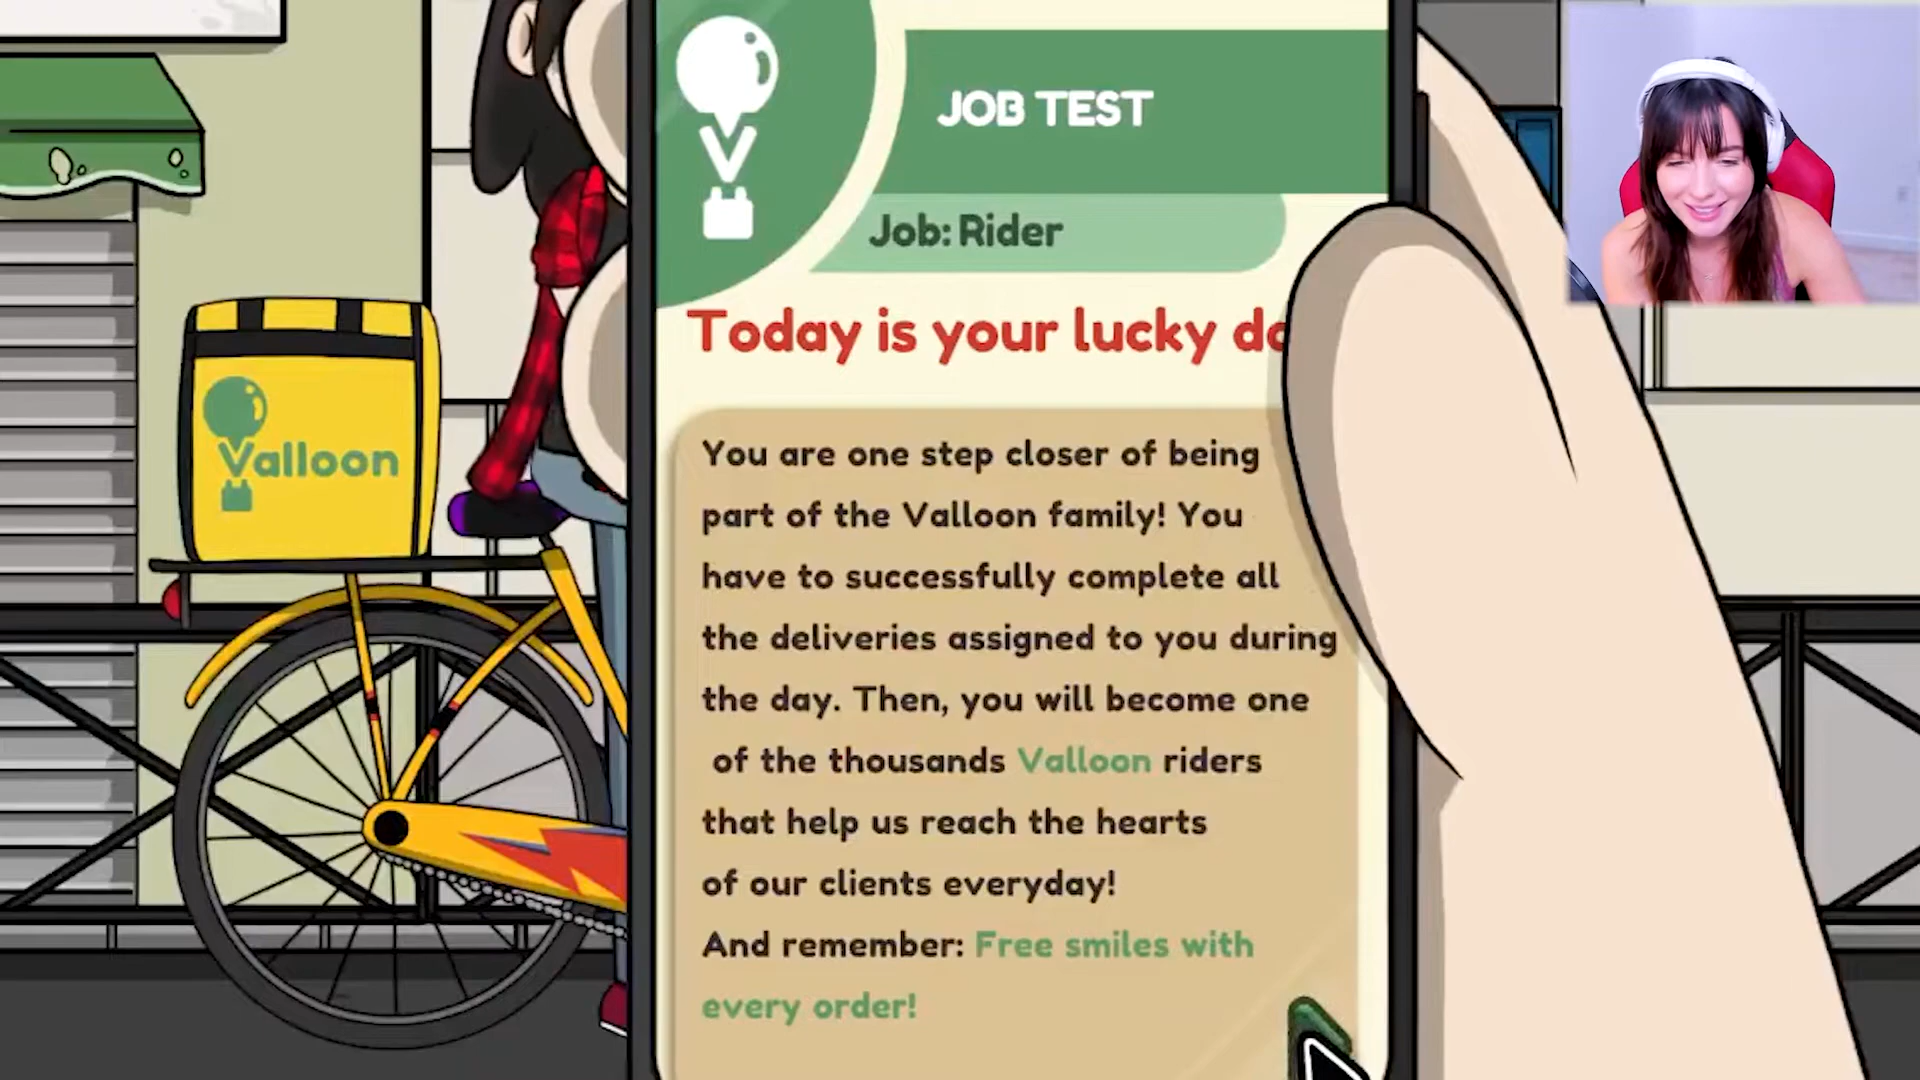 JOB TEST
Job: Rider
Today is your lucky
You are one step closer of being
part of the Valloon family! You
have to successfully complete all
the deliveries assigned to you during
the day. Then, you will become one
of the thousands Valloon riders
that help us reach the hearts
of our clients everyday!
And remember: Free smiles with
every order!
Valloon